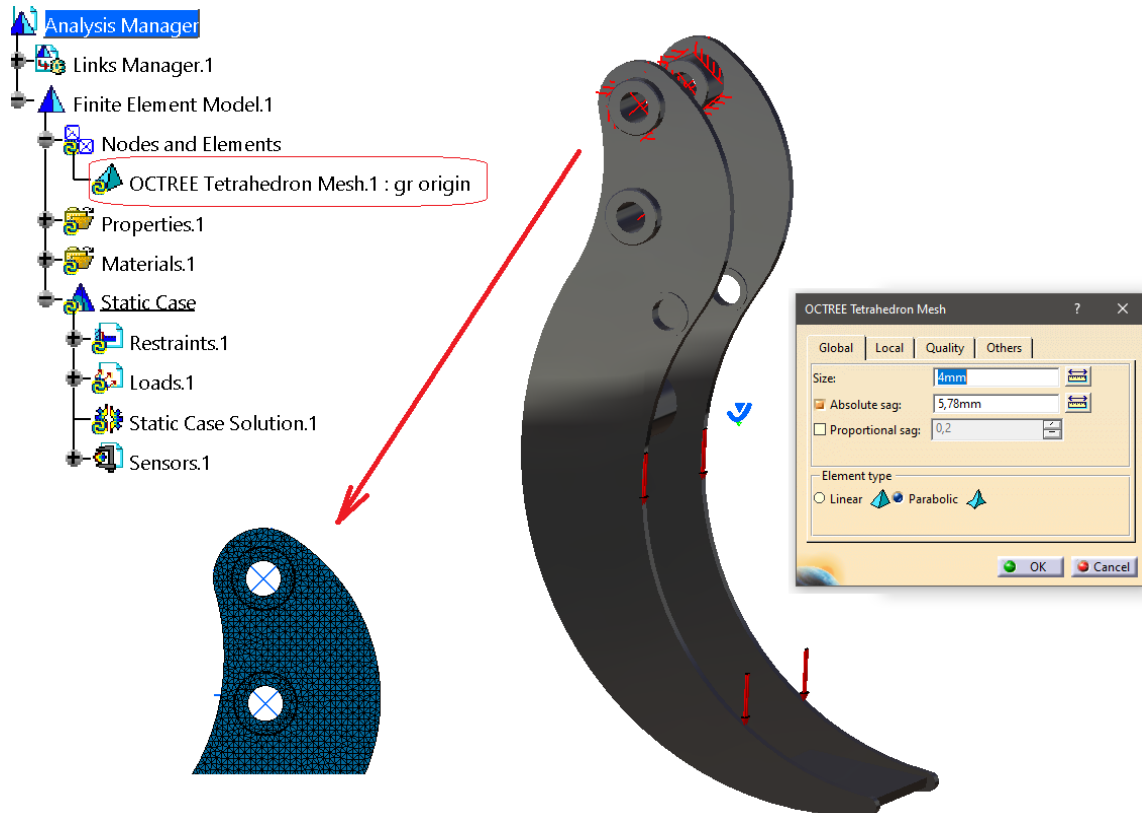 Analysis Manager
Links Manager.1
Finite Element Model.1
Nodes and Elements
OCTREE Tetrahedron Mesh.1 : gr origin
Properties.1
Materials.1
Static Case
Restraints.1
Loads.1
Static Case Solution.1
Sensors.1
OCTREE Tetrahedron Mesh ? X
Global Local Quality Others
Size: 4mm
Absolute sag: 5,78mm
Proportional sag: 0,2
Element type
Linear Parabolic
OK Cancel